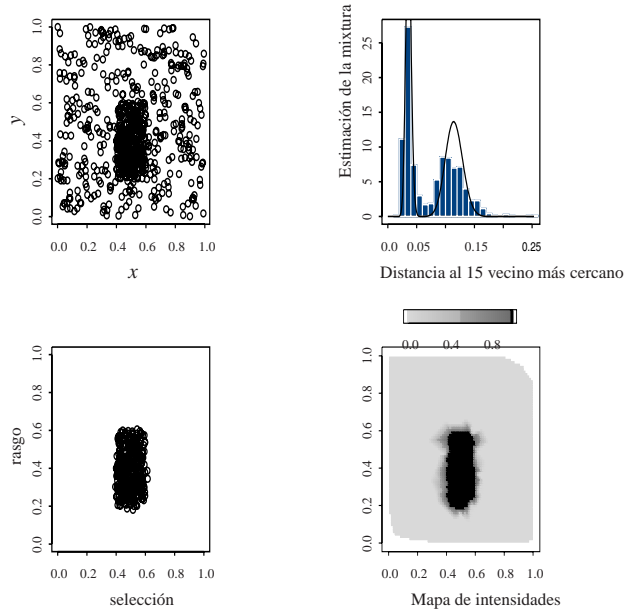 y
0.0 0.2 0.4 0.6 0.8 1.0
0.0 0.2 0.4 0.6 0.8 1.0
x
Estimación de la mixtura
0 5 10 15 20 25
0.0 0.05 0.15 0.25
Distancia al 15 vecino más cercano
rasgo
0.0 0.2 0.4 0.6 0.8 1.0
0.0 0.2 0.4 0.6 0.8 1.0
selección
0.0 0.4 0.8
0.0 0.2 0.4 0.6 0.8 1.0
0.0 0.2 0.4 0.6 0.8 1.0
Mapa de intensidades